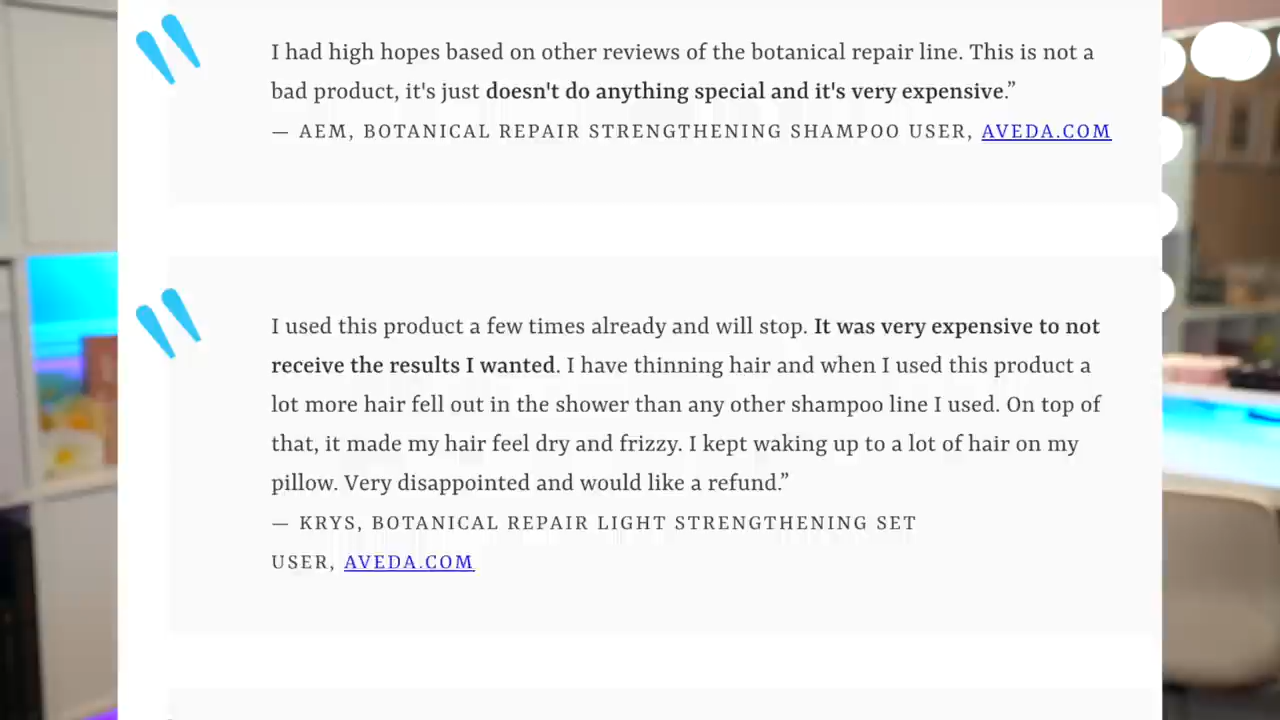 I had high hopes based on other reviews of the botanical repair line. This is not a
bad product, it's just doesn't do anything special and it's very expensive.”
— AEM, BOTANICAL REPAIR STRENGTHENING SHAMPOO USER, AVEDA.COM
I used this product a few times already and will stop. It was very expensive to not
receive the results I wanted. I have thinning hair and when I used this product a
lot more hair fell out in the shower than any other shampoo line I used. On top of
that, it made my hair feel dry and frizzy. I kept waking up to a lot of hair on my
pillow. Very disappointed and would like a refund.”
— KRYS, BOTANICAL REPAIR LIGHT STRENGTHENING SET
USER, AVEDA.COM